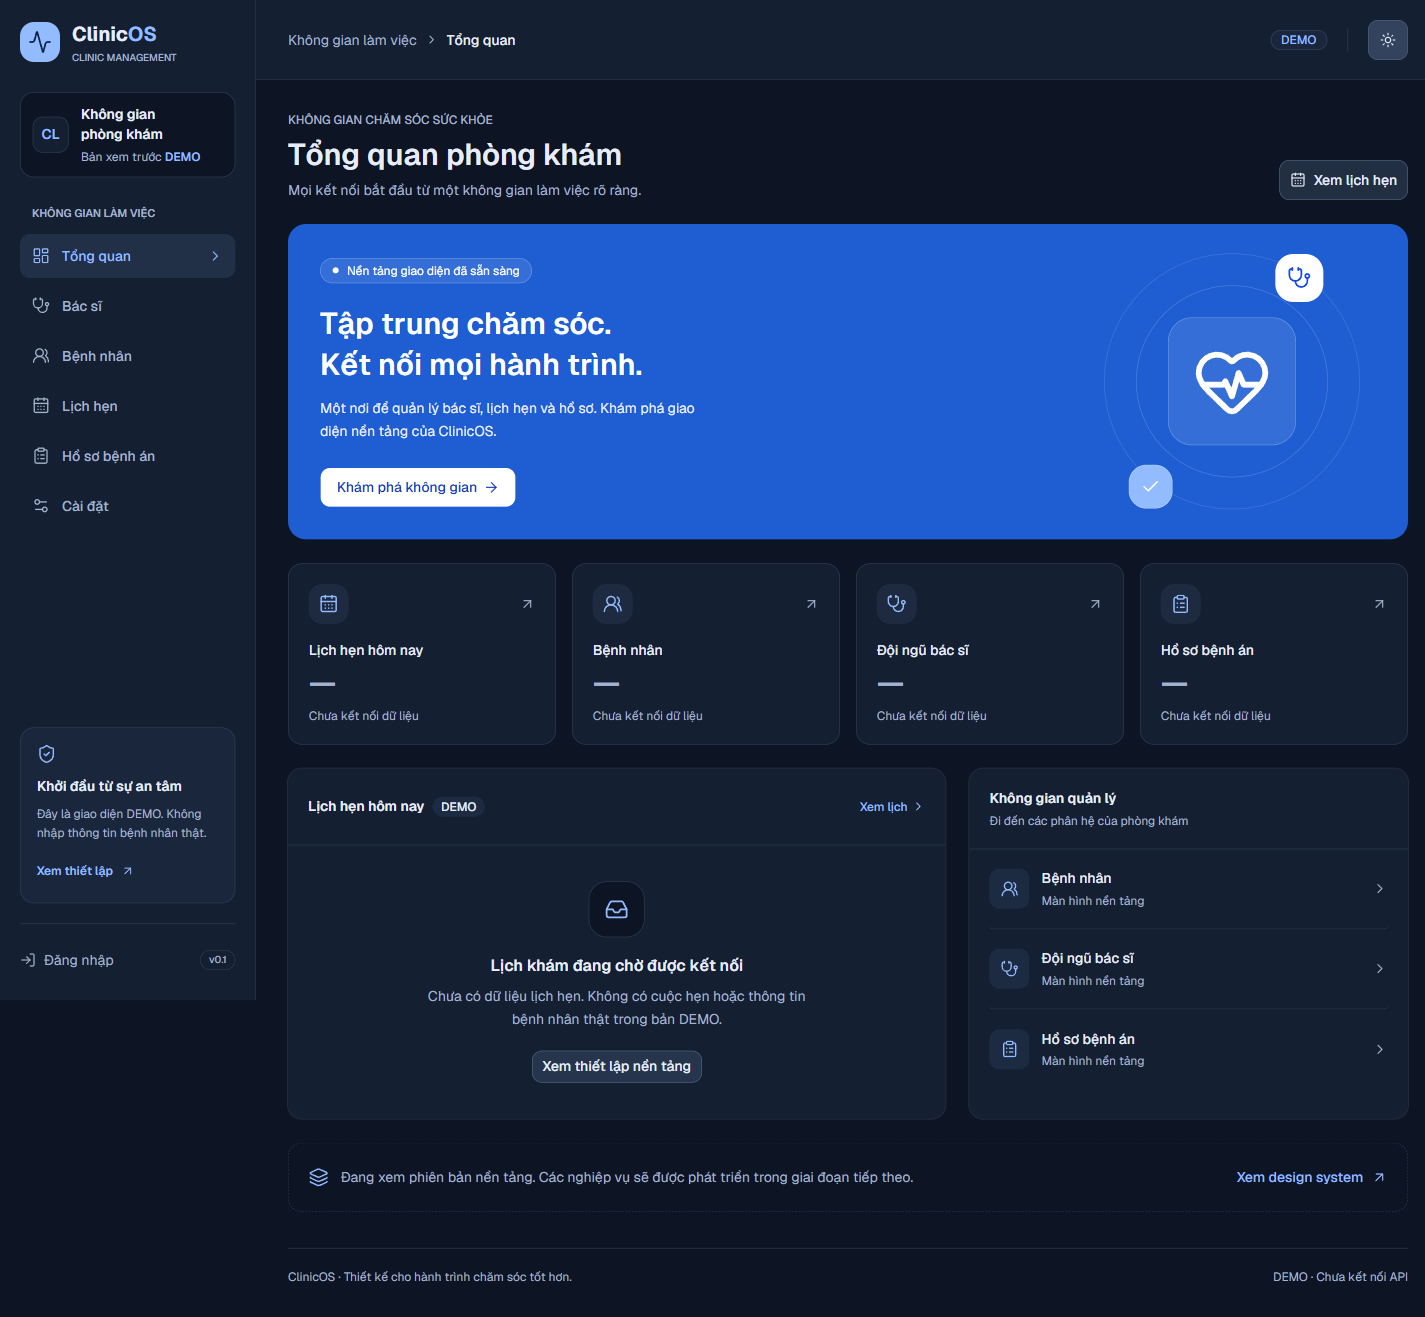 ClinicOS
CLINIC MANAGEMENT
CL
Không gian
phòng khám
Bản xem trước DEMO
KHÔNG GIAN LÀM VIỆC
Tổng quan
Bác sĩ
Bệnh nhân
Lịch hẹn
Hồ sơ bệnh án
Cài đặt
Khởi đầu từ sự an tâm
Đây là giao diện DEMO. Không
nhập thông tin bệnh nhân thật.
Xem thiết lập
Đăng nhập
v0.1
Không gian làm việc
Tổng quan
DEMO
KHÔNG GIAN CHĂM SÓC SỨC KHỎE
Tổng quan phòng khám
Mọi kết nối bắt đầu từ một không gian làm việc rõ ràng.
Xem lịch hẹn
Nền tảng giao diện đã sẵn sàng
Tập trung chăm sóc.
Kết nối mọi hành trình.
Một nơi để quản lý bác sĩ, lịch hẹn và hồ sơ. Khám phá giao
diện nền tảng của ClinicOS.
Khám phá không gian
Lịch hẹn hôm nay
—
Chưa kết nối dữ liệu
Bệnh nhân
—
Chưa kết nối dữ liệu
Đội ngũ bác sĩ
—
Chưa kết nối dữ liệu
Hồ sơ bệnh án
—
Chưa kết nối dữ liệu
Lịch hẹn hôm nay
DEMO
Xem lịch
Lịch khám đang chờ được kết nối
Chưa có dữ liệu lịch hẹn. Không có cuộc hẹn hoặc thông tin
bệnh nhân thật trong bản DEMO.
Xem thiết lập nền tảng
Không gian quản lý
Đi đến các phân hệ của phòng khám
Bệnh nhân
Màn hình nền tảng
Đội ngũ bác sĩ
Màn hình nền tảng
Hồ sơ bệnh án
Màn hình nền tảng
Đang xem phiên bản nền tảng. Các nghiệp vụ sẽ được phát triển trong giai đoạn tiếp theo.
Xem design system
ClinicOS · Thiết kế cho hành trình chăm sóc tốt hơn.
DEMO · Chưa kết nối API